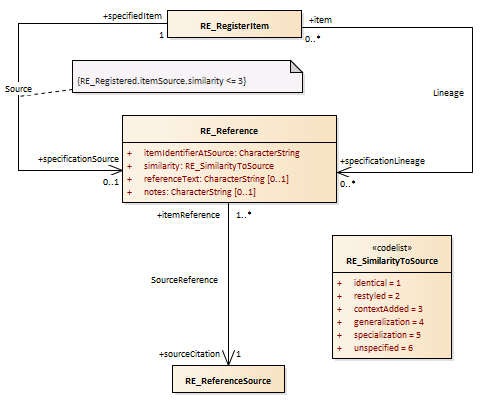 +specifiedItem
RE_RegisterItem
+item
1
0..*
Source
{RE_Registered.itemSource.similarity <= 3}
Lineage
RE_Reference
+ itemIdentifierAtSource: CharacterString
+ similarity: RE_SimilarityToSource
+ referenceText: CharacterString [0..1]
+ notes: CharacterString [0..1]
+specificationSource
0..1
+specificationLineage
0..*
+itemReference
1..*
SourceReference
«codelist»
RE_SimilarityToSource
+ identical = 1
+ restyled = 2
+ contextAdded = 3
+ generalization = 4
+ specialization = 5
+ unspecified = 6
+sourceCitation
1
RE_ReferenceSource